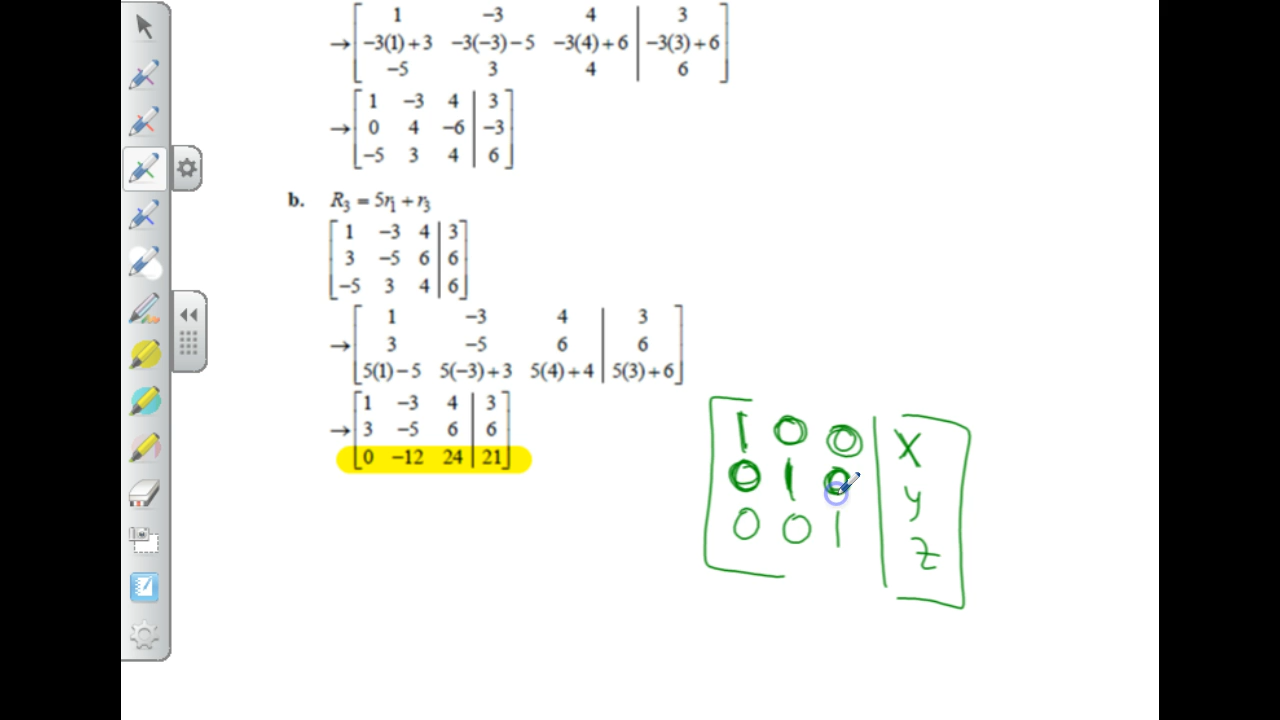 1 −3 4 3
→ −3(1)+3 −3(−3)−5 −3(4)+6 −3(3)+6
−5 3 4 6
1 −3 4 3
→ 0 4 −6 −3
−5 3 4 6
b. R₃ = 5r₁ + r₃
1 −3 4 3
3 −5 6 6
−5 3 4 6
1 −3 4 3
→ 3 −5 6 6
5(1)−5 5(−3)+3 5(4)+4 5(3)+6
1 −3 4 3
→ 3 −5 6 6
0 −12 24 21
1 0 0 x
0 1 0 y
0 0 1 z